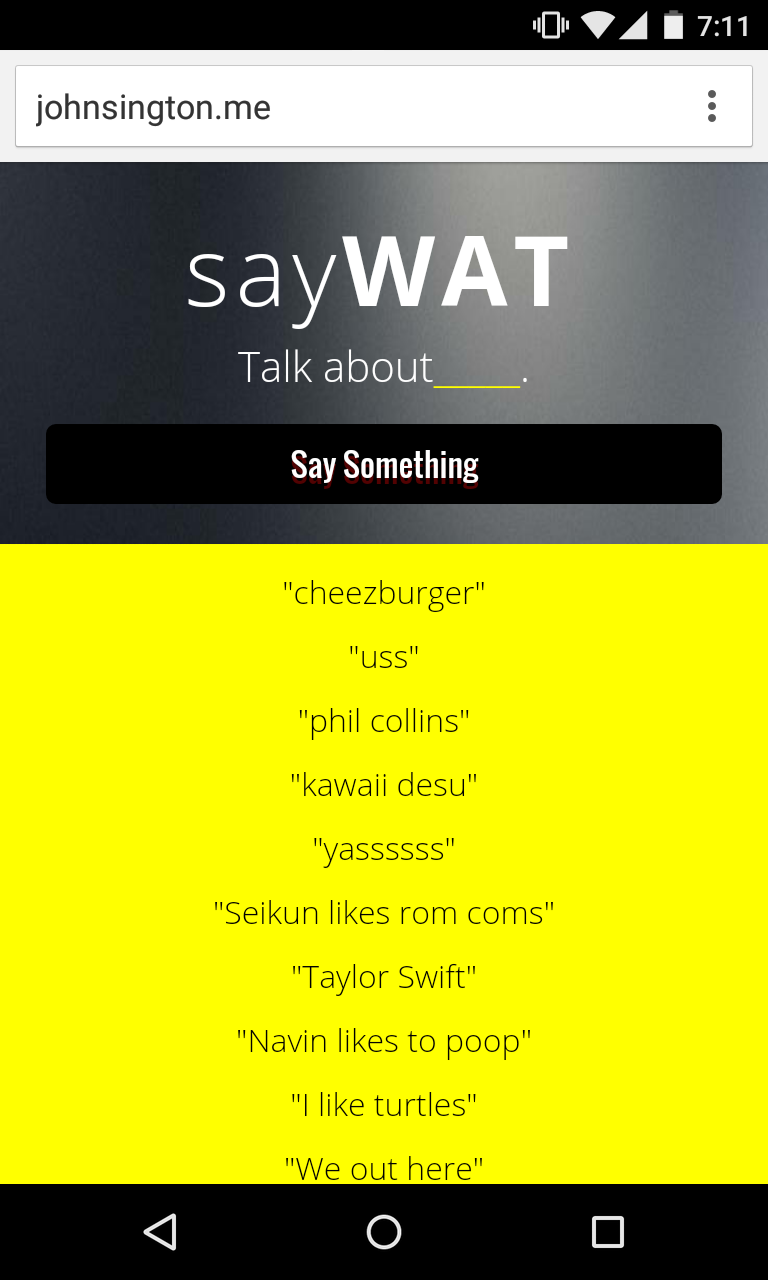 7:11
johnsington.me
sayWAT
Talk about_____.
Say Something
"cheezburger"
"uss"
"phil collins"
"kawaii desu"
"yassssss"
"Seikun likes rom coms"
"Taylor Swift"
"Navin likes to poop"
"I like turtles"
"We out here"